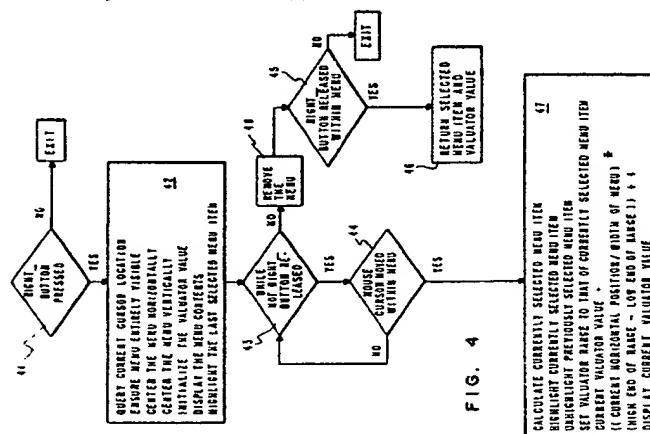 RIGHT
BUTTON
PRESSED
41
NO
EXIT
YES
42
QUERY CURRENT CURSOR LOCATION
ENSURE MENU ENTIRELY VISIBLE
CENTER THE MENU HORIZONTALLY
CENTER THE MENU VERTICALLY
INITIALIZE THE VALUATOR VALUE
DISPLAY THE MENU CONTENTS
HIGHLIGHT THE LAST SELECTED MENU ITEM
WHILE
NOT RIGHT
BUTTON RE-
LEASED
43
NO
REMOVE
THE
MENU
RIGHT
BUTTON RELEASED
WITHIN MENU
45
NO
EXIT
YES
RETURN SELECTED
MENU ITEM AND
VALUATOR VALUE
46
YES
MOUSE
CURSOR MOVED
WITHIN MENU
44
NO
YES
47
CALCULATE CURRENTLY SELECTED MENU ITEM
HIGHLIGHT CURRENTLY SELECTED MENU ITEM
UNHIGHLIGHT PREVIOUSLY SELECTED MENU ITEM
SET VALUATOR RANGE TO THAT OF CURRENTLY SELECTED MENU ITEM
CURRENT VALUATOR VALUE
(( CURRENT HORIZONTAL POSITION / WIDTH OF MENU) *
(HIGH END OF RANGE - LOW END OF RANGE))
DISPLAY CURRENT VALUATOR VALUE
FIG. 4